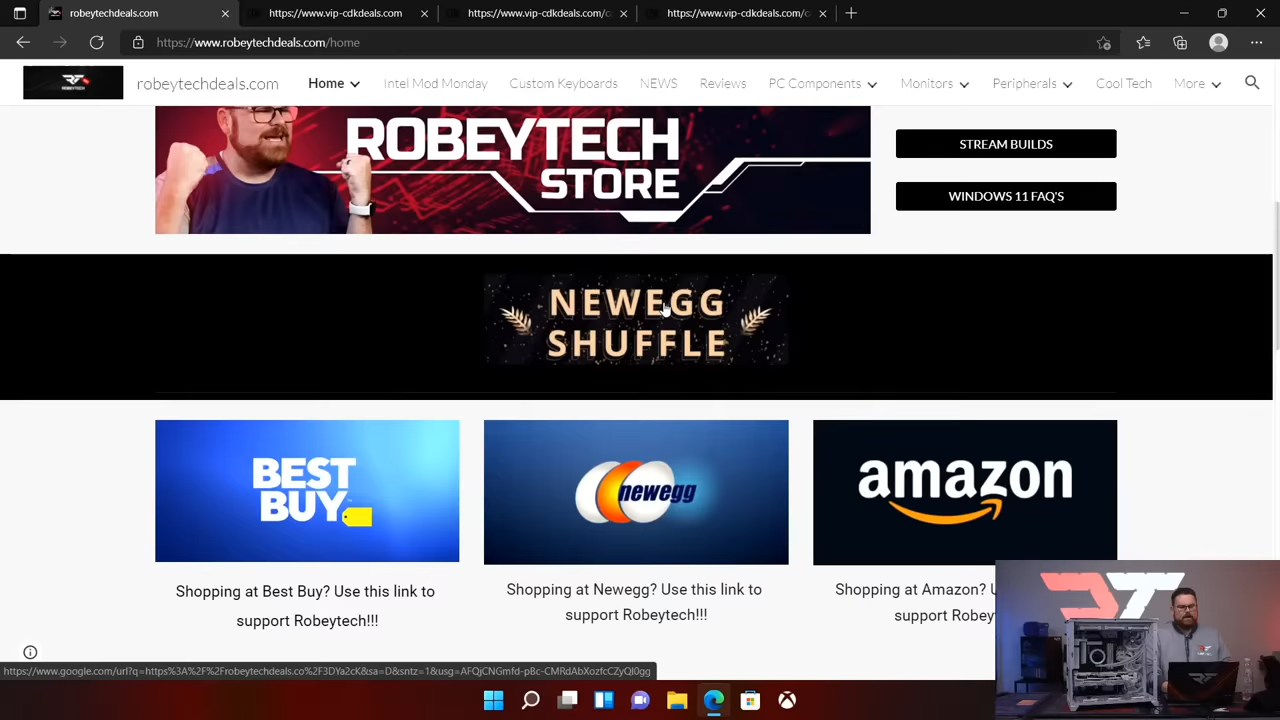 robeytechdeals.com
https://www.vip-cdkdeals.com
https://www.vip-cdkdeals.com/c
https://www.vip-cdkdeals.com/c
https://www.robeytechdeals.com/home
ROBEYTECH
robeytechdeals.com
Home
Intel Mod Monday
Custom Keyboards
NEWS
Reviews
PC Components
Monitors
Peripherals
Cool Tech
More
ROBEYTECH
STORE
STREAM BUILDS
WINDOWS 11 FAQ'S
NEWEGG
SHUFFLE
BEST
BUY
newegg
amazon
Shopping at Best Buy? Use this link to
support Robeytech!!!
Shopping at Newegg? Use this link to
support Robeytech!!!
Shopping at Amazon? U
support Robey
https://www.google.com/url?q=https%3A%2F%2Frobeytechdeals.co%2F3DYa2cK&sa=D&sntz=1&usg=AFQjCNGmfd-pBc-CMRdAbXozfcCZyQl0gg